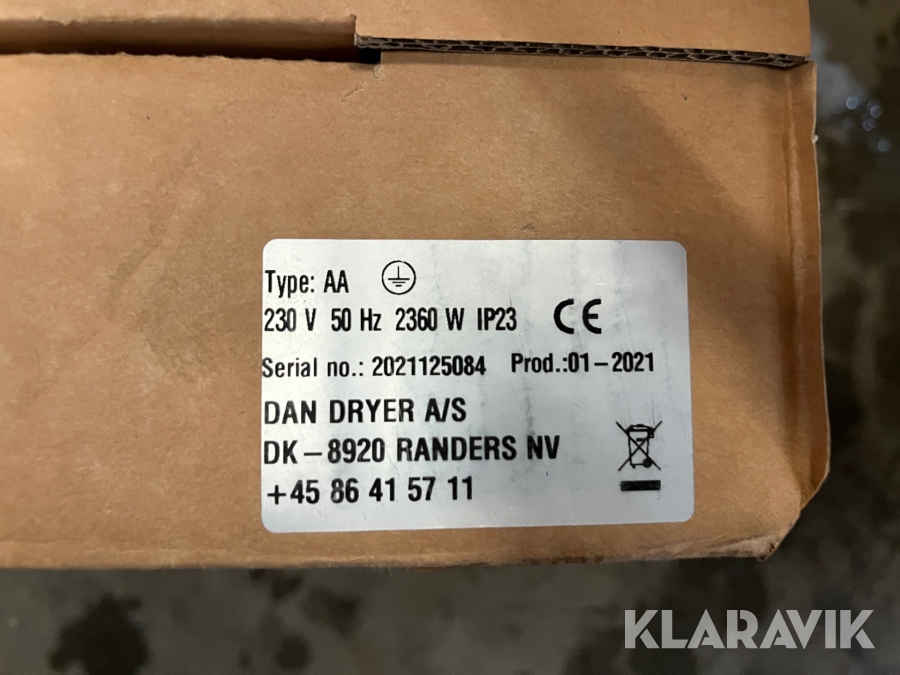 Type: AA
230 V 50 Hz 2360 W IP23 CE
Serial no.: 2021125084 Prod.:01-2021
DAN DRYER A/S
DK-8920 RANDERS NV
+45 86 41 57 11
KLARAVIK